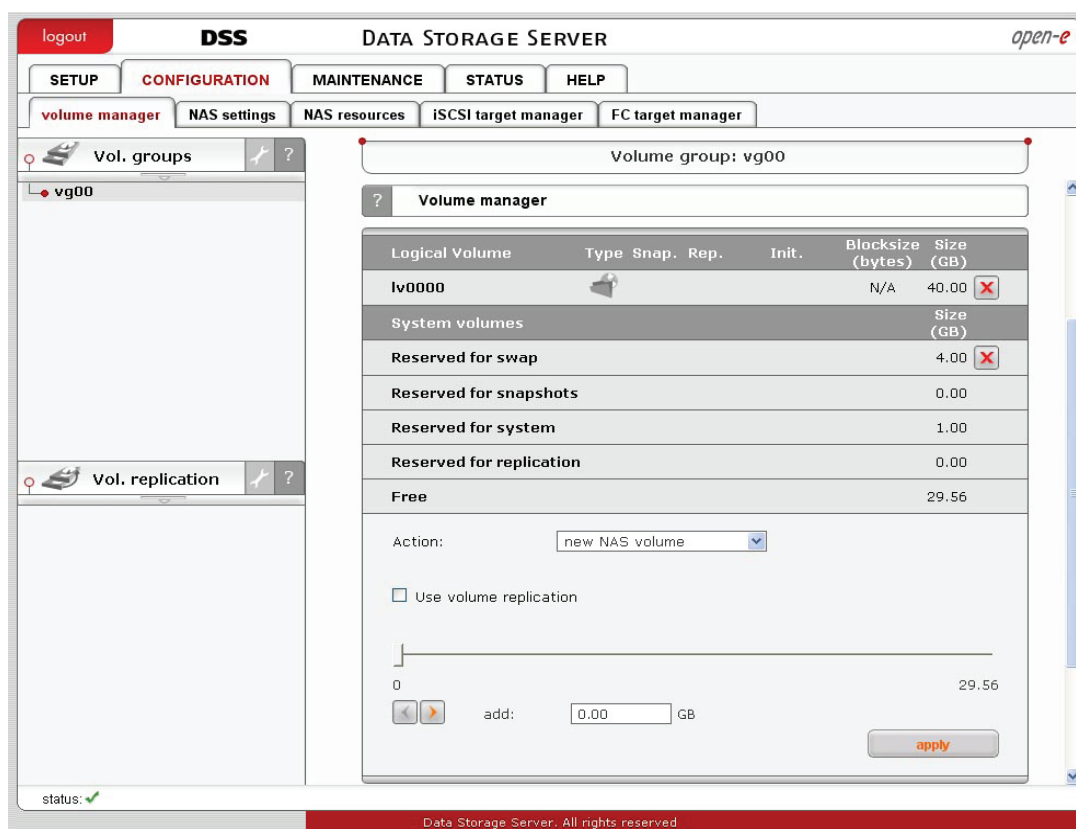 logout DSS DATA STORAGE SERVER open-e
SETUP CONFIGURATION MAINTENANCE STATUS HELP
volume manager NAS settings NAS resources iSCSI target manager FC target manager
Vol. groups ?
vg00
Vol. replication ?
Volume group: vg00
? Volume manager
Logical Volume Type Snap. Rep. Init. Blocksize (bytes) Size (GB)
lv0000 N/A 40.00
System volumes Size (GB)
Reserved for swap 4.00
Reserved for snapshots 0.00
Reserved for system 1.00
Reserved for replication 0.00
Free 29.56
Action: new NAS volume
Use volume replication
0 29.56
add: 0.00 GB
apply
status:
Data Storage Server. All rights reserved